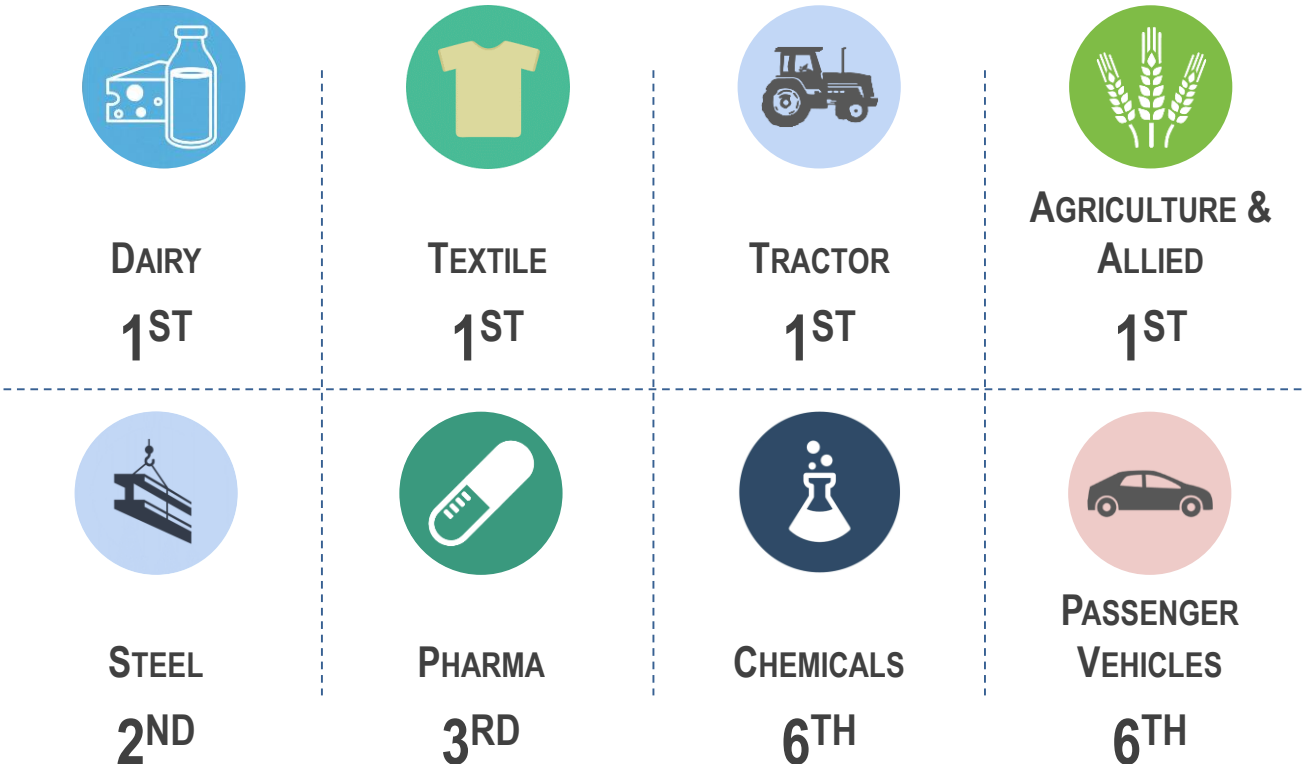 DAIRY
1ST
TEXTILE
1ST
TRACTOR
1ST
AGRICULTURE &
ALLIED
1ST
STEEL
2ND
PHARMA
3RD
CHEMICALS
6TH
PASSENGER
VEHICLES
6TH